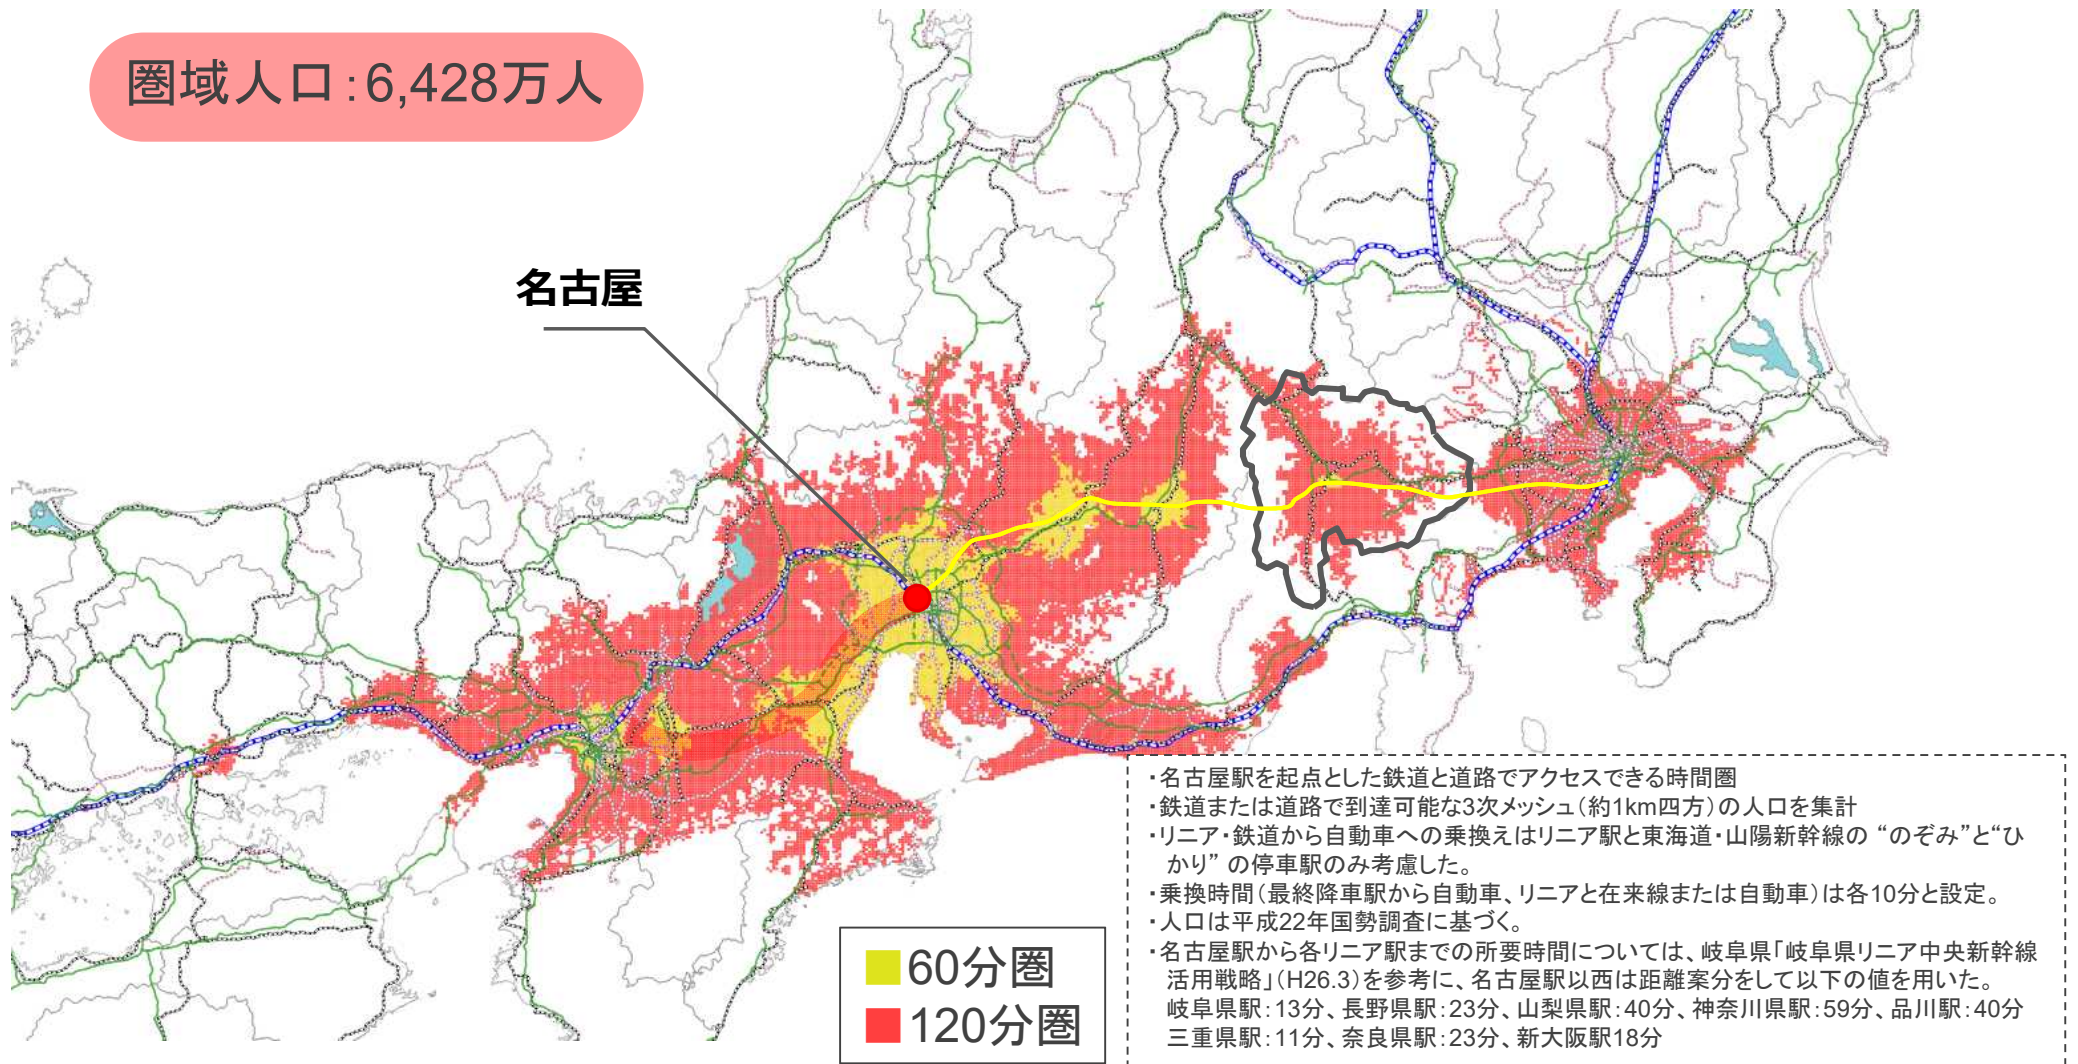 圏域人口:6,428万人
名古屋
・名古屋駅を起点とした鉄道と道路でアクセスできる時間圏
・鉄道または道路で到達可能な3次メッシュ(約1km四方)の人口を集計
・リニア・鉄道から自動車への乗換えはリニア駅と東海道・山陽新幹線の “のぞみ”と“ひ
かり” の停車駅のみ考慮した。
・乗換時間(最終降車駅から自動車、リニアと在来線または自動車)は各10分と設定。
・人口は平成22年国勢調査に基づく。
・名古屋駅から各リニア駅までの所要時間については、岐阜県「岐阜県リニア中央新幹線
活用戦略」(H26.3)を参考に、名古屋駅以西は距離案分をして以下の値を用いた。
岐阜県駅:13分、長野県駅:23分、山梨県駅:40分、神奈川県駅:59分、品川駅:40分
三重県駅:11分、奈良県駅:23分、新大阪駅18分
60分圏
120分圏